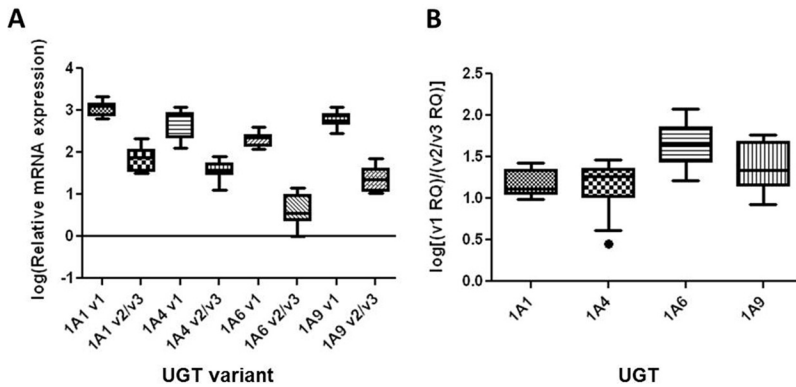 A
log(Relative mRNA expression)
4
3
2
1
0
-1
1A1 v1
1A1 v2/v3
1A4 v1
1A4 v2/v3
1A6 v1
1A6 v2/v3
1A9 v1
1A9 v2/v3
UGT variant
B
log[(v1 RQ)/(v2/v3 RQ)]
2.5
2.0
1.5
1.0
0.5
0.0
1A1
1A4
1A6
1A9
UGT